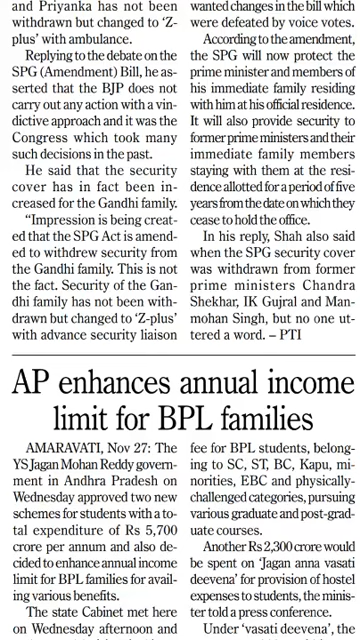 and Priyanka has not been
withdrawn but changed to ‘Z-
plus’ with ambulance.
Replying to the debate on the
SPG (Amendment) Bill, he as-
serted that the BJP does not
carry out any action with a vin-
dictive approach and it was the
Congress which took many
such decisions in the past.
He said that the security
cover has in fact been in-
creased for the Gandhi family.
“Impression is being creat-
ed that the SPG Act is amend-
ed to withdrew security from
the Gandhi family. This is not
the fact. Security of the Gan-
dhi family has not been with-
drawn but changed to ‘Z-plus’
with advance security liaison
wanted changes in the bill which
were defeated by voice votes.
According to the amendment,
the SPG will now protect the
prime minister and members of
his immediate family residing
with him at his official residence.
It will also provide security to
former prime ministers and their
immediate family members
staying with them at the resi-
dence allotted for a period of five
years from the date on which they
cease to hold the office.
In his reply, Shah also said
when the SPG security cover
was withdrawn from former
prime ministers Chandra
Shekhar, IK Gujral and Man-
mohan Singh, but no one ut-
tered a word. – PTI
AP enhances annual income
limit for BPL families
AMARAVATI, Nov 27: The
YS Jagan Mohan Reddy govern-
ment in Andhra Pradesh on
Wednesday approved two new
schemes for students with a to-
tal expenditure of Rs 5,700
crore per annum and also de-
cided to enhance annual income
limit for BPL families for avail-
ing various benefits.
The state Cabinet met here
on Wednesday afternoon and
fee for BPL students, belong-
ing to SC, ST, BC, Kapu, mi-
norities, EBC and physically-
challenged categories, pursuing
various graduate and post-grad-
uate courses.
Another Rs 2,300 crore would
be spent on ‘Jagan anna vasati
deevena’ for provision of hostel
expenses to students, the minis-
ter told a press conference.
Under ‘vasati deevena’, the